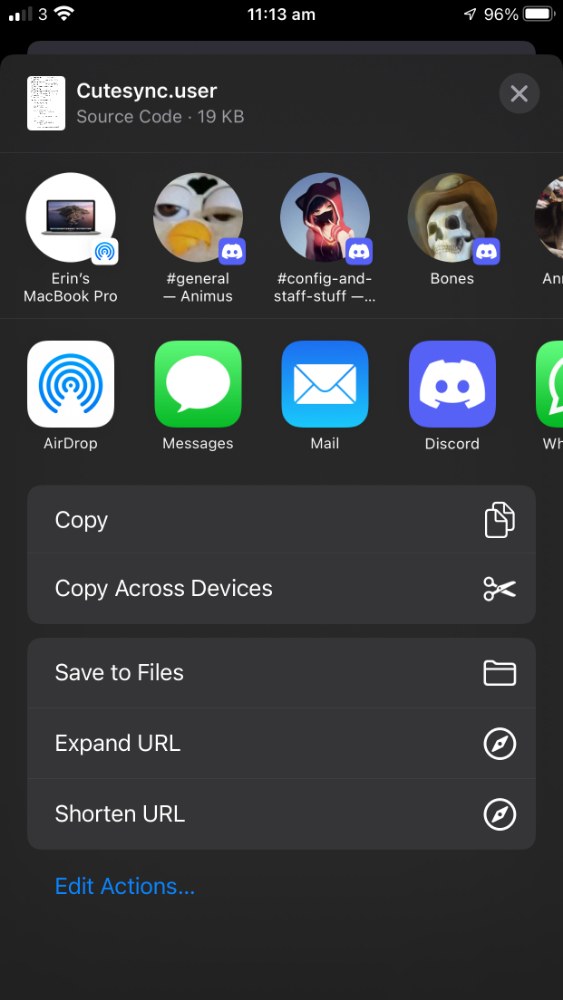 3 11:13 am 96%
Cutesync.user
Source Code · 19 KB
Erin's
MacBook Pro
#general
— Animus
#config-and-
staff-stuff —...
Bones
Ann
AirDrop
Messages
Mail
Discord
Wh
Copy
Copy Across Devices
Save to Files
Expand URL
Shorten URL
Edit Actions...